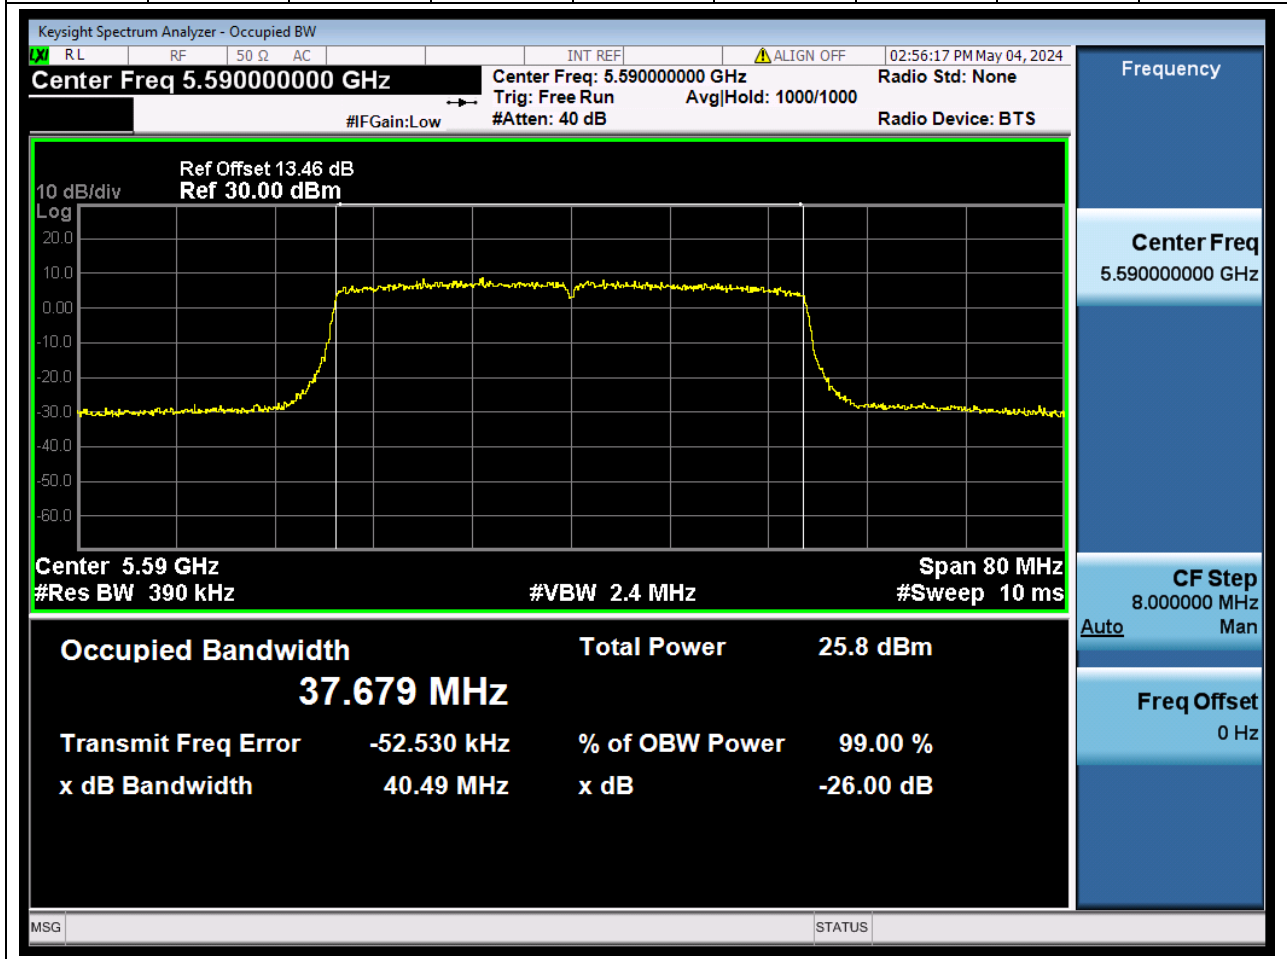 Keysight Spectrum Analyzer - Occupied BW
LXI RL RF 50 Ω AC INT REF ALIGN OFF 02:56:17 PM May 04, 2024
Center Freq 5.590000000 GHz
#IFGain:Low
Center Freq: 5.590000000 GHz
Trig: Free Run Avg|Hold: 1000/1000
#Atten: 40 dB
Radio Std: None
Radio Device: BTS
Ref Offset 13.46 dB
10 dB/div Ref 30.00 dBm
Log
20.0
10.0
0.00
-10.0
-20.0
-30.0
-40.0
-50.0
-60.0
Center 5.59 GHz Span 80 MHz
#Res BW 390 kHz #VBW 2.4 MHz #Sweep 10 ms
Occupied Bandwidth Total Power 25.8 dBm
37.679 MHz
Transmit Freq Error -52.530 kHz % of OBW Power 99.00 %
x dB Bandwidth 40.49 MHz x dB -26.00 dB
MSG STATUS
Frequency
Center Freq
5.590000000 GHz
CF Step
8.000000 MHz
Auto Man
Freq Offset
0 Hz